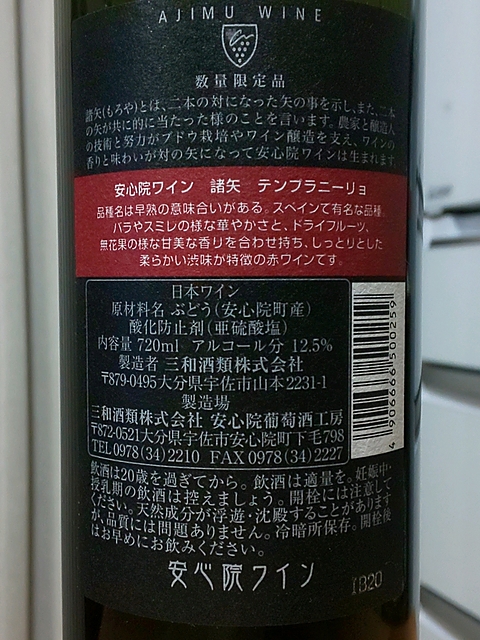 AJIMU WINE
数量限定品
諸矢(もろや)とは、二本の対になった矢の事を示し、また、二本
の矢が共に的に当たった様のことを言います。農家と醸造人
の技術と努力がブドウ栽培やワイン醸造を支え、ワインの
香りと味わいが対の矢になって安心院ワインは生まれます。
安心院ワイン 諸矢 テンプラニーリョ
品種名は早熟の意味合いがある。スペインで有名な品種。
バラやスミレの様な華やかさと、ドライフルーツ、
無花果の様な甘美な香りを合わせ持ち、しっとりとした
柔らかい渋味が特徴の赤ワインです。
日本ワイン
原材料名 ぶどう(安心院町産)
酸化防止剤(亜硫酸塩)
内容量 720ml アルコール分 12.5%
製造者 三和酒類株式会社
〒879-0495大分県宇佐市山本2231-1
製造場
三和酒類株式会社 安心院葡萄酒工房
〒872-0521大分県宇佐市安心院町下毛798
TEL 0978(34)2210 FAX 0978(34)2227
4 906666 500259
飲酒は20歳を過ぎてから。飲酒は適量を。妊娠中・
授乳期の飲酒は控えましょう。開栓には注意して
ください。天然成分が浮遊・沈殿することがあります
が、品質には問題ありません。冷暗所保存。開栓後
はお早めにお飲みください。
安心院ワイン
1B20